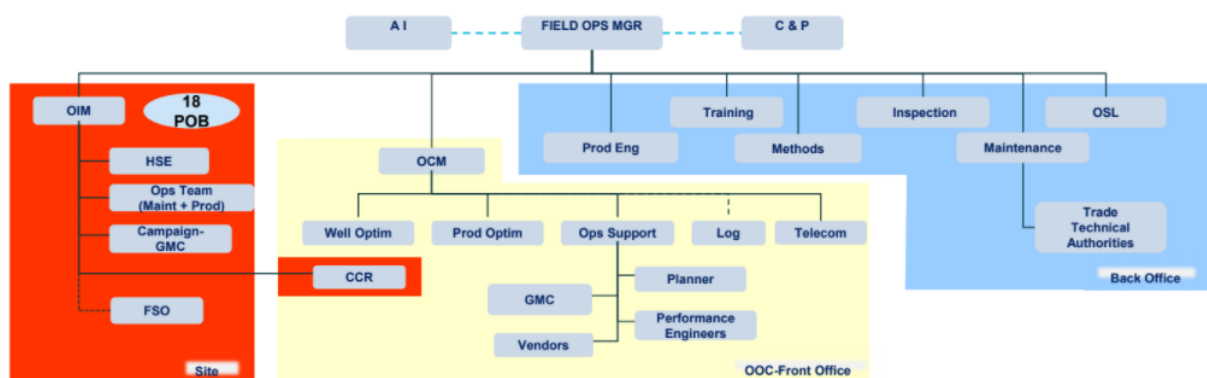 A I
FIELD OPS MGR
C & P
OIM
18
POB
Training
Inspection
OSL
HSE
OCM
Prod Eng
Methods
Maintenance
Ops Team
(Maint + Prod)
Campaign-
GMC
Well Optim
Prod Optim
Ops Support
Log
Telecom
Trade
Technical
Authorities
CCR
Planner
Back Office
FSO
GMC
Performance
Engineers
Vendors
Site
OOC-Front Office